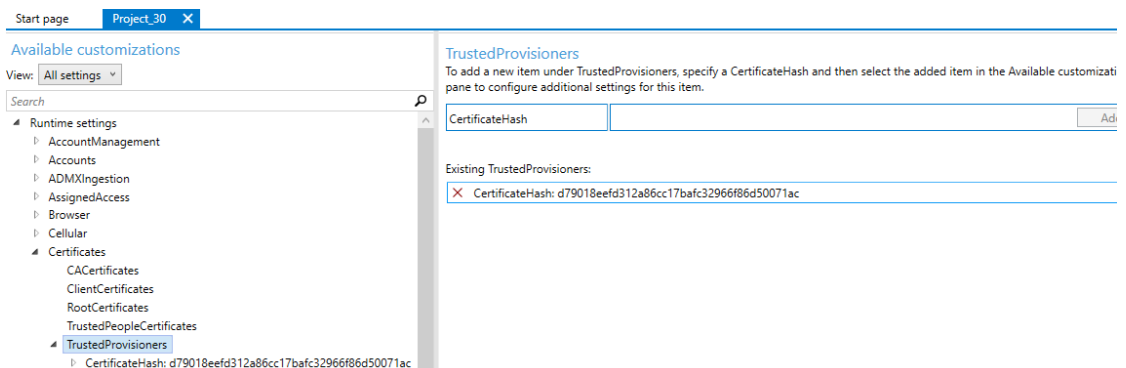 Start page Project_30
Available customizations
View: All settings
Search
Runtime settings
AccountManagement
Accounts
ADMXIngestion
AssignedAccess
Browser
Cellular
Certificates
CACertificates
ClientCertificates
RootCertificates
TrustedPeopleCertificates
TrustedProvisioners
CertificateHash: d79018eefd312a86cc17bafc32966f86d50071ac
TrustedProvisioners
To add a new item under TrustedProvisioners, specify a CertificateHash and then select the added item in the Available customizati
pane to configure additional settings for this item.
CertificateHash Ad
Existing TrustedProvisioners:
CertificateHash: d79018eefd312a86cc17bafc32966f86d50071ac